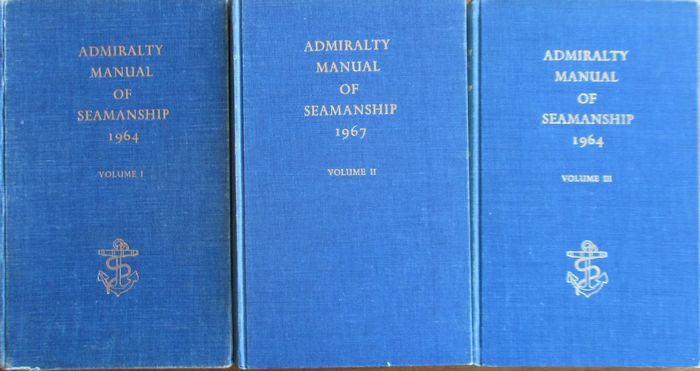 ADMIRALTY
MANUAL
OF
SEAMANSHIP
1964
VOLUME I
ADMIRALTY
MANUAL
OF
SEAMANSHIP
1967
VOLUME II
ADMIRALTY
MANUAL
OF
SEAMANSHIP
1964
VOLUME III